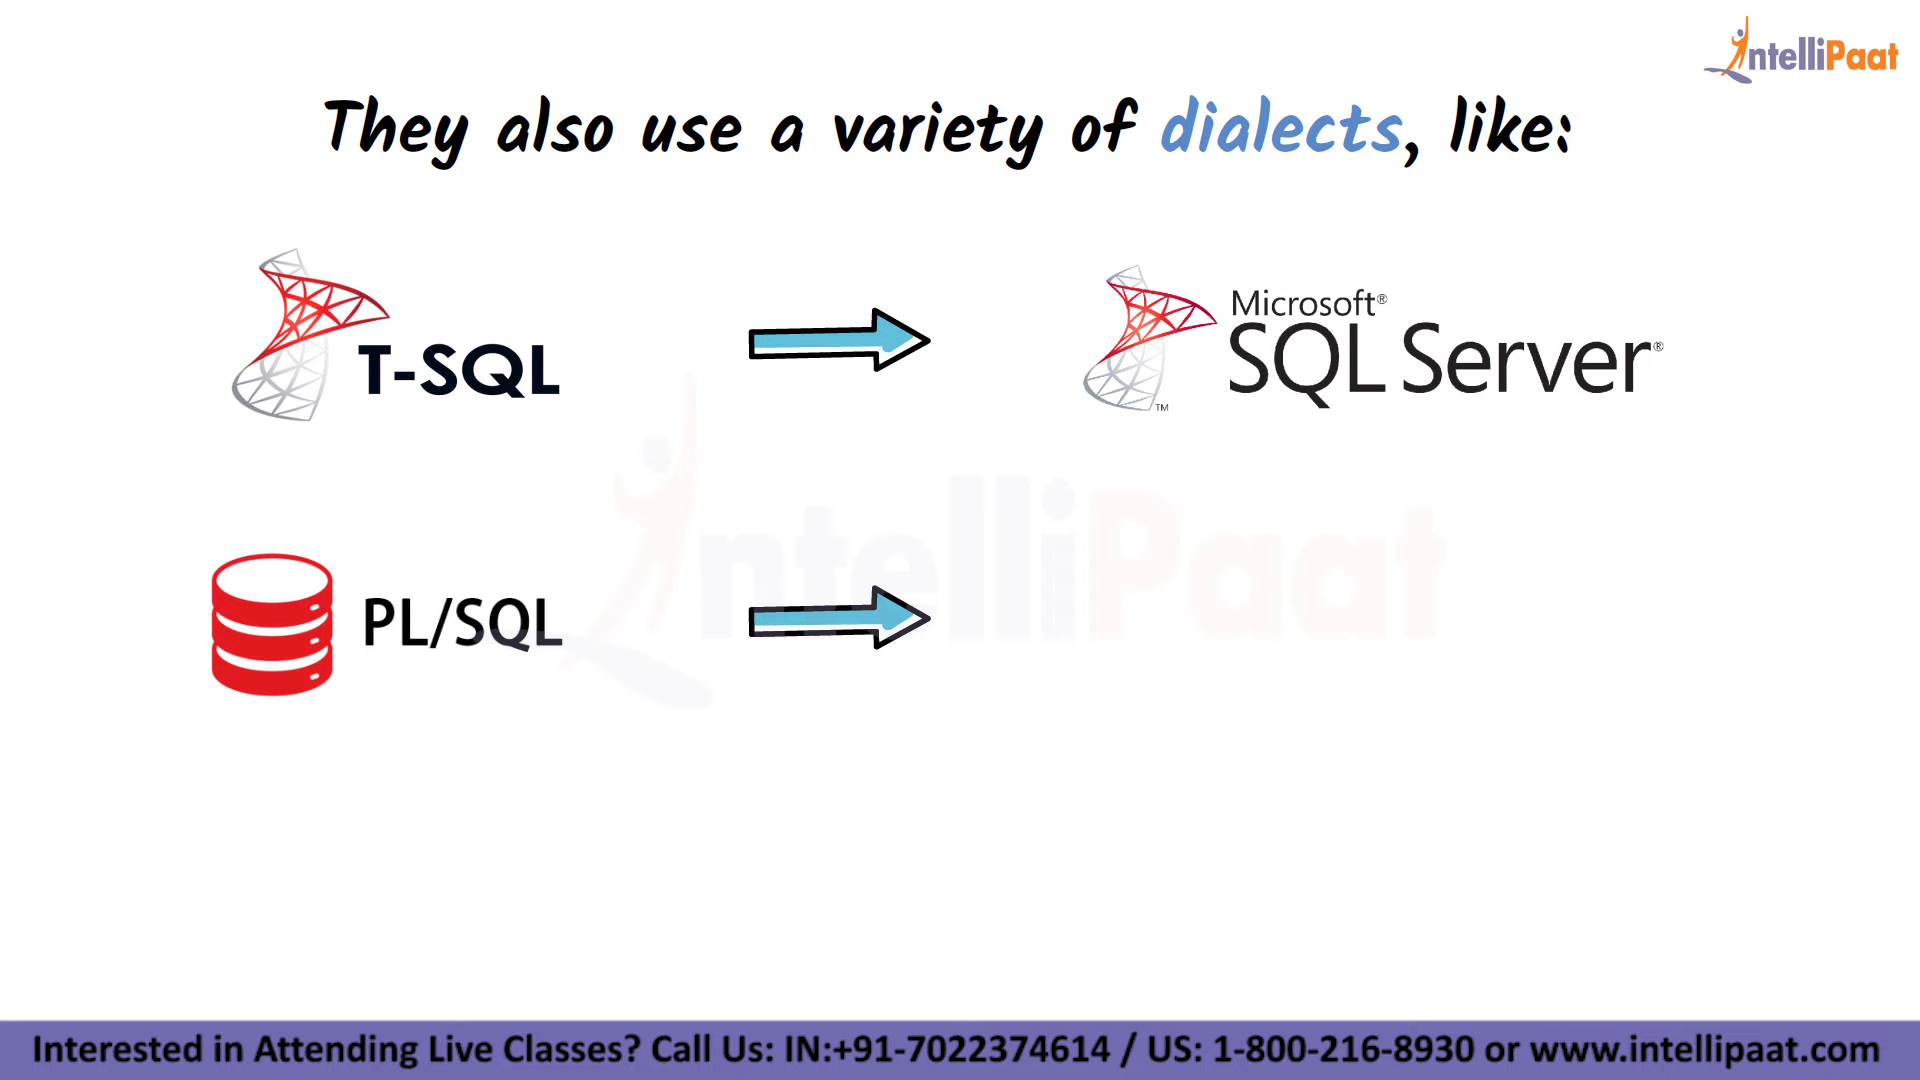 IntelliPaat
They also use a variety of dialects, like:
T-SQL
Microsoft®
SQL Server®
TM
PL/SQL
IntelliPaat
Interested in Attending Live Classes? Call Us: IN:+91-7022374614 / US: 1-800-216-8930 or www.intellipaat.com